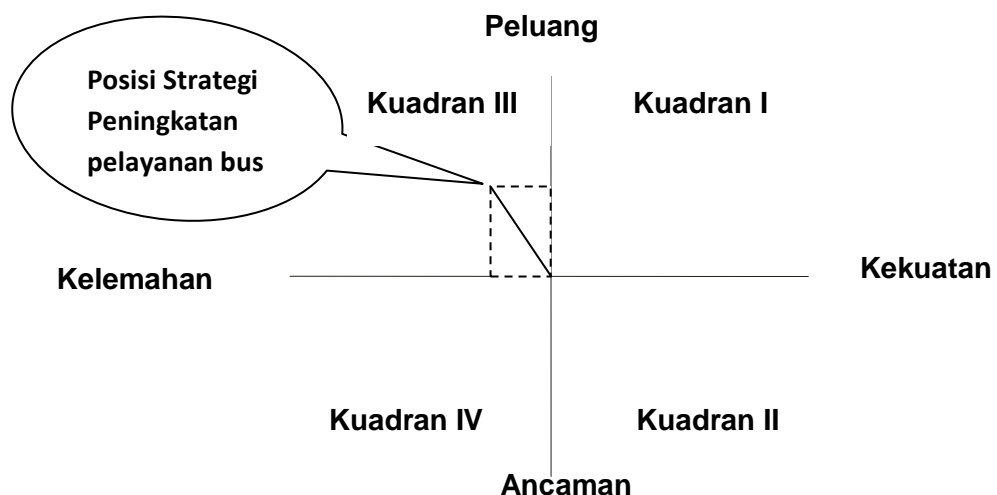 Peluang
Posisi Strategi
Peningkatan
pelayanan bus
Kuadran III
Kuadran I
Kelemahan
Kekuatan
Kuadran IV
Kuadran II
Ancaman